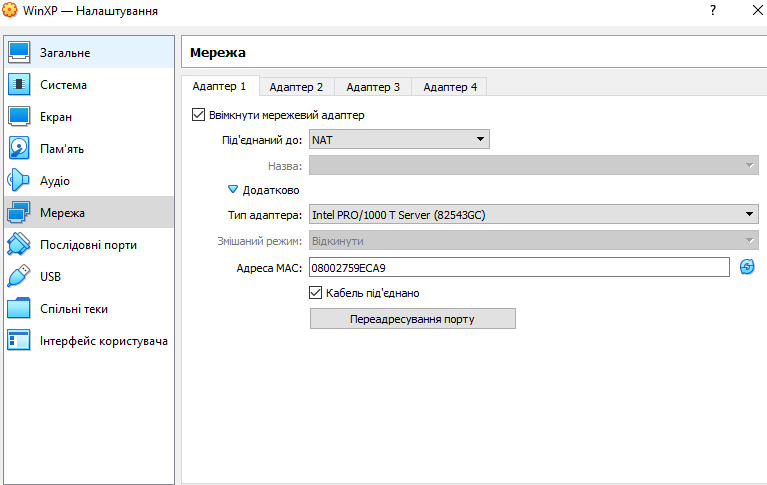 WinXP — Налаштування
?
Загальне
Система
Екран
Пам'ять
Аудіо
Мережа
Послідовні порти
USB
Спільні теки
Інтерфейс користувача
Мережа
Адаптер 1 Адаптер 2 Адаптер 3 Адаптер 4
Ввімкнути мережевий адаптер
Під'єднаний до: NAT
Назва:
Додатково
Тип адаптера: Intel PRO/1000 T Server (82543GC)
Змішаний режим: Відкинути
Адреса MAC: 08002759ECA9
Кабель під'єднано
Переадресування порту